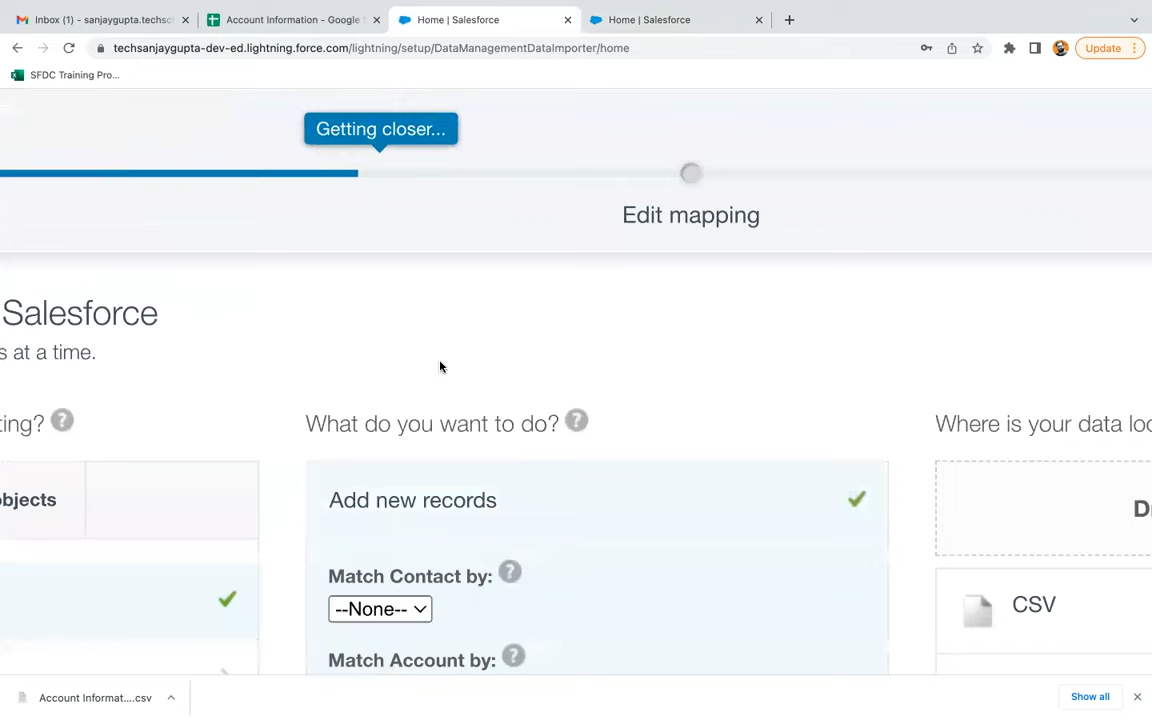 Inbox (1) - sanjaygupta.techsc
Account Information - Google S
Home | Salesforce
Home | Salesforce
techsanjaygupta-dev-ed.lightning.force.com/lightning/setup/DataManagementDataImporter/home
Update
SFDC Training Pro...
Getting closer...
Edit mapping
Salesforce
s at a time.
ting?
What do you want to do?
Where is your data loc
bjects
Add new records
D
Match Contact by:
--None--
CSV
Match Account by:
Account Informat....csv
Show all